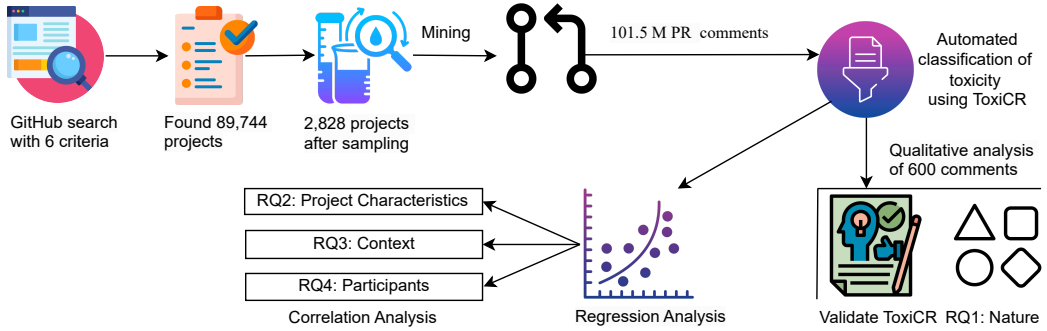 GitHub search
with 6 criteria
Found 89,744
projects
2,828 projects
after sampling
Mining
101.5 M PR comments
Automated
classification of
toxicity
using ToxiCR
Qualitative analysis
of 600 comments
RQ2: Project Characteristics
RQ3: Context
RQ4: Participants
Correlation Analysis
Regression Analysis
Validate ToxiCR
RQ1: Nature